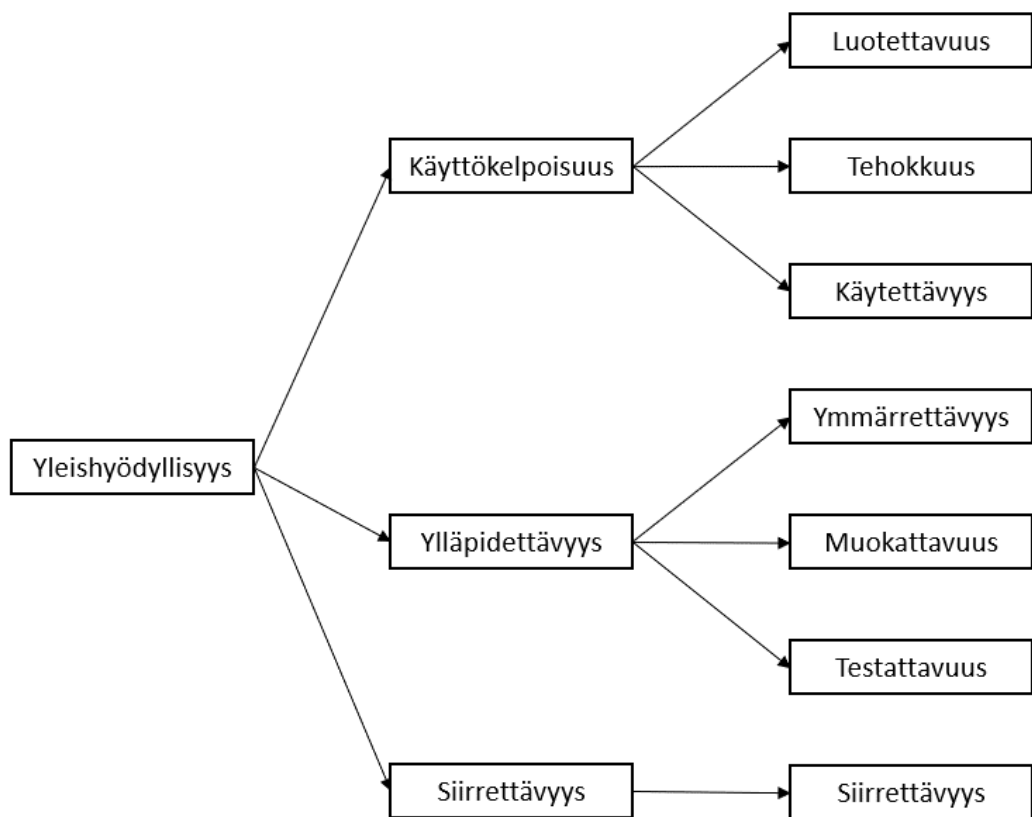 Luotettavuus
Käyttökelpoisuus
Tehokkuus
Käytettävyys
Ymmärrettävyys
Yleishyödyllisyys
Ylläpidettävyys
Muokattavuus
Testattavuus
Siirrettävyys
Siirrettävyys